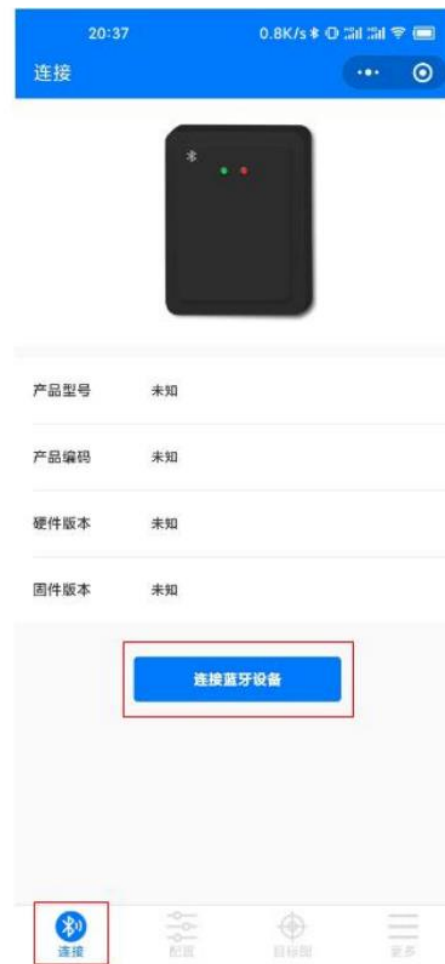 20:37 0.8K/s
连接
产品型号 未知
产品编码 未知
硬件版本 未知
固件版本 未知
连接蓝牙设备
连接 配置 目标图 更多